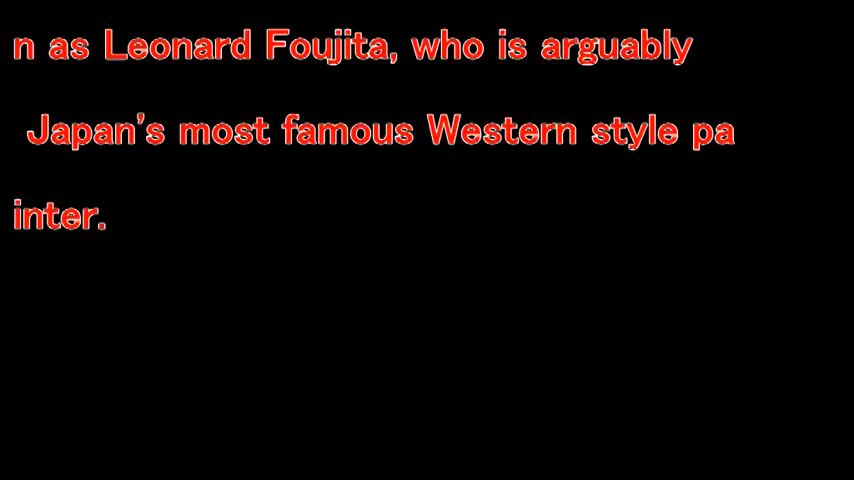 n as Leonard Foujita, who is arguably
Japan's most famous Western style pa
inter.